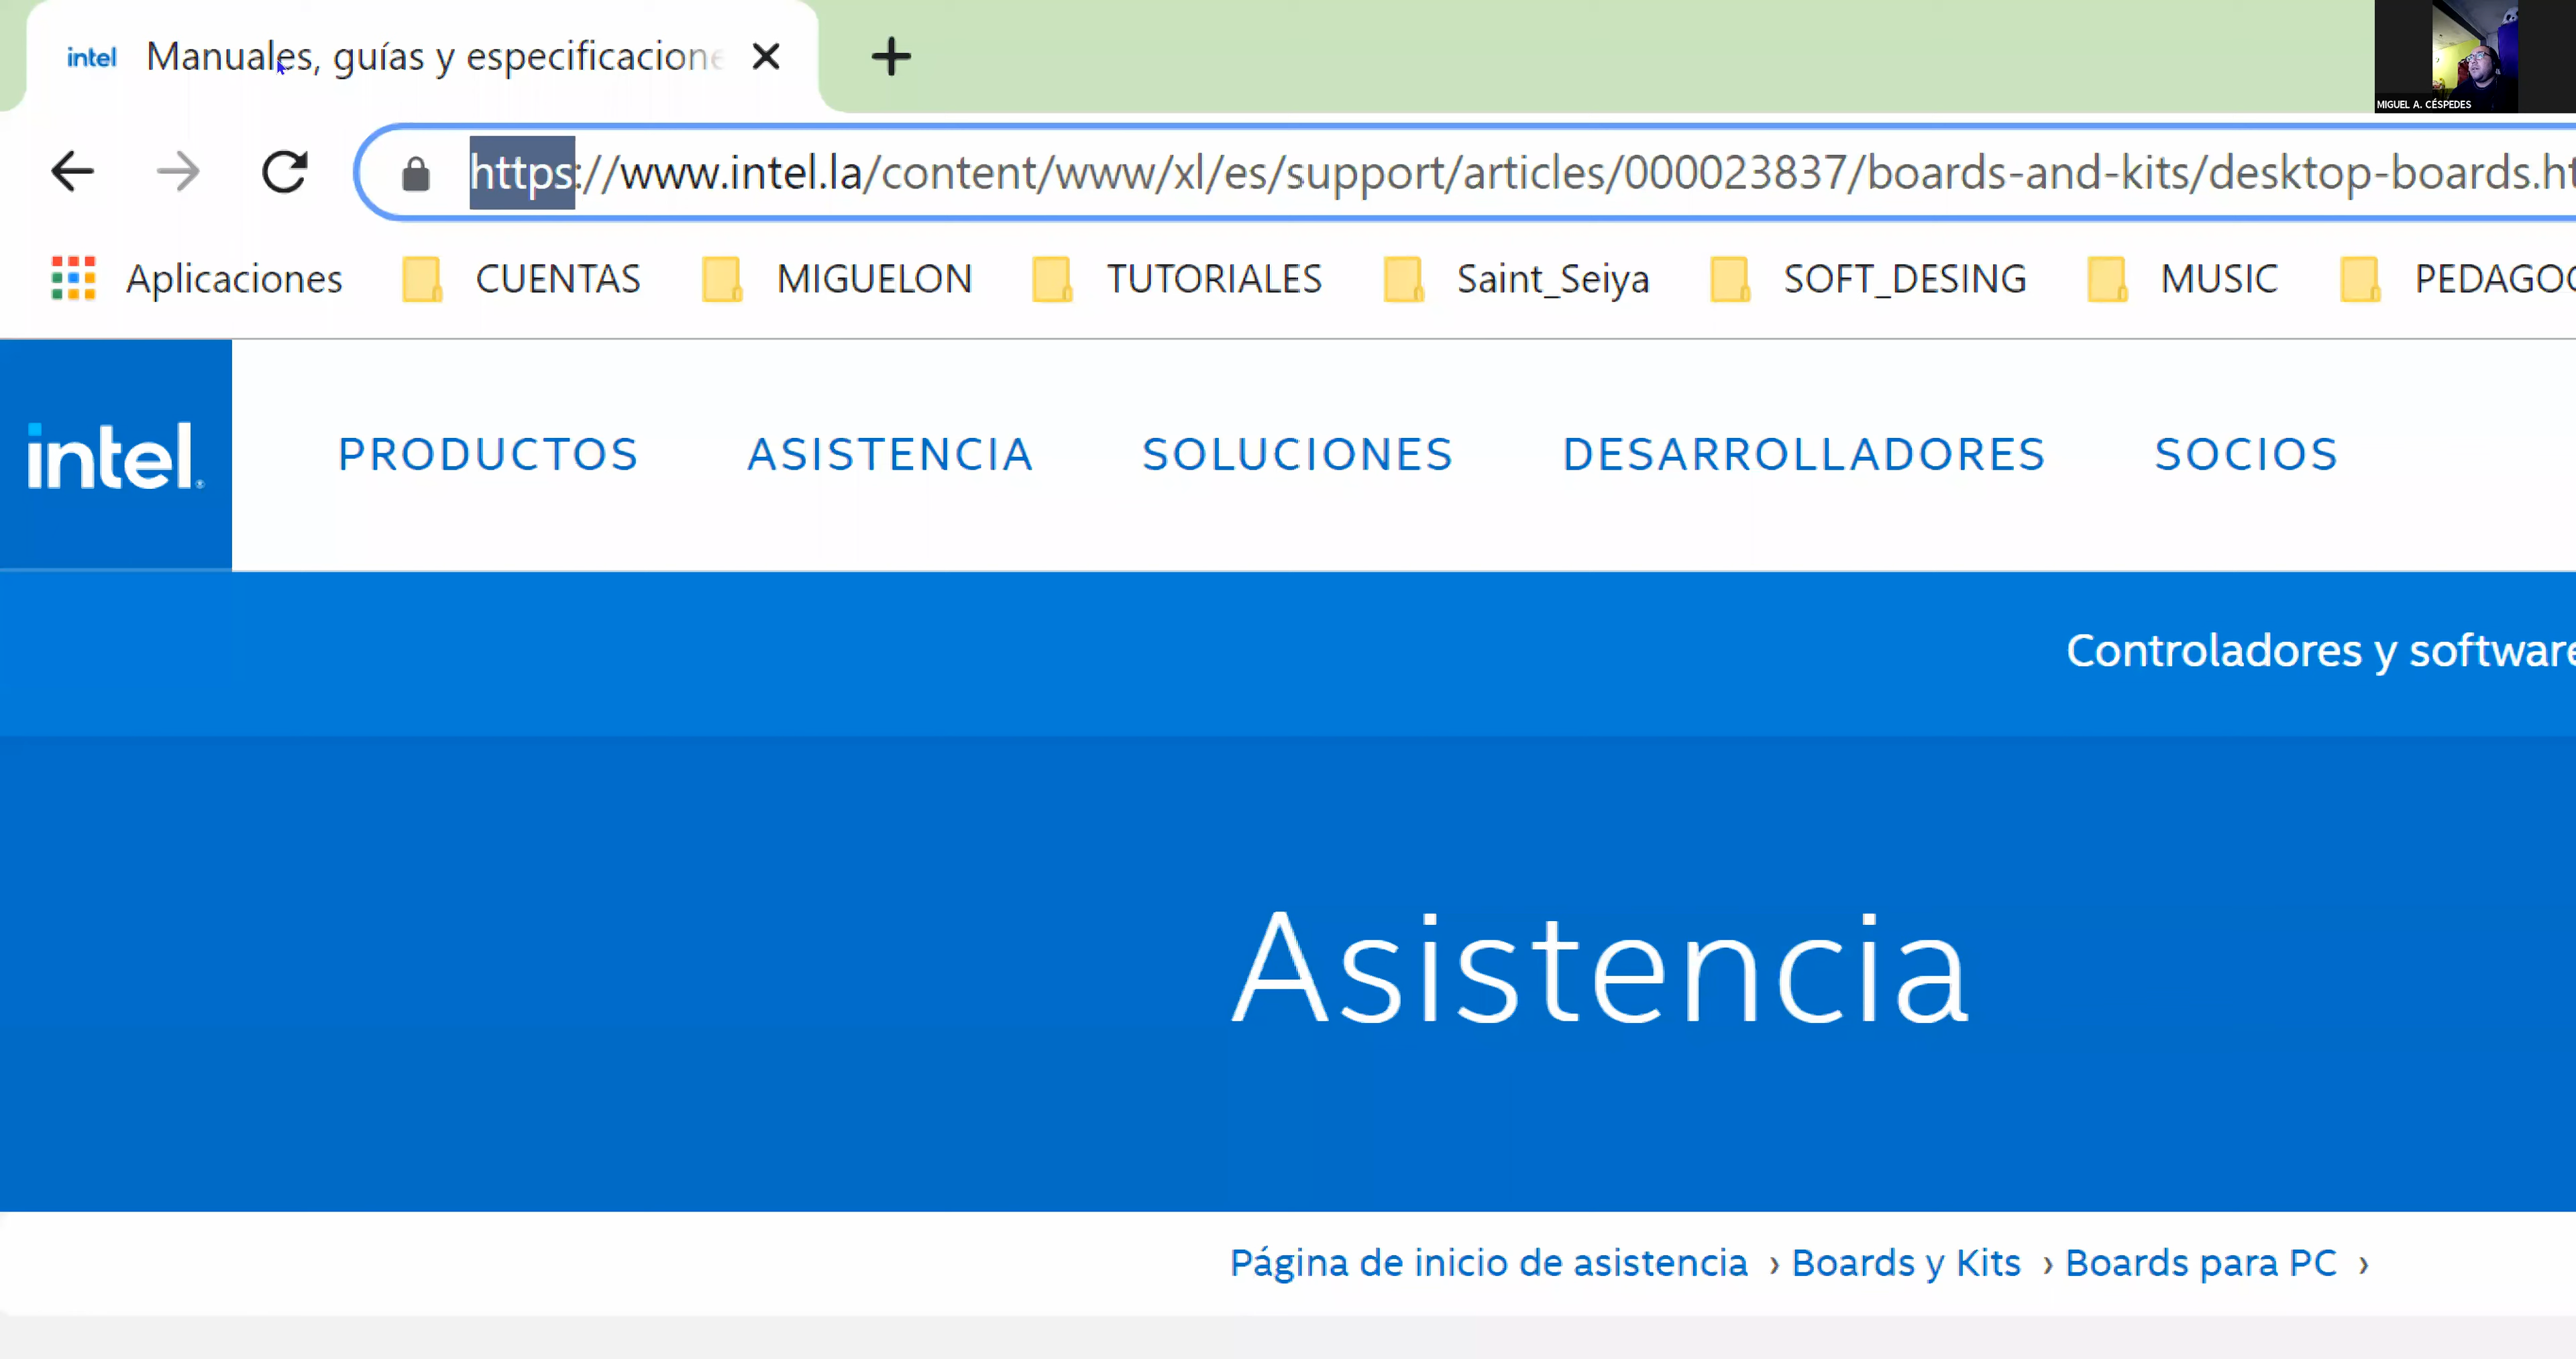 intel Manuales, guías y especificacione
MIGUEL A. CÉSPEDES
https://www.intel.la/content/www/xl/es/support/articles/000023837/boards-and-kits/desktop-boards.ht
Aplicaciones CUENTAS MIGUELON TUTORIALES Saint_Seiya SOFT_DESING MUSIC PEDAGOG
intel. PRODUCTOS ASISTENCIA SOLUCIONES DESARROLLADORES SOCIOS
Controladores y software
Asistencia
Página de inicio de asistencia › Boards y Kits › Boards para PC ›